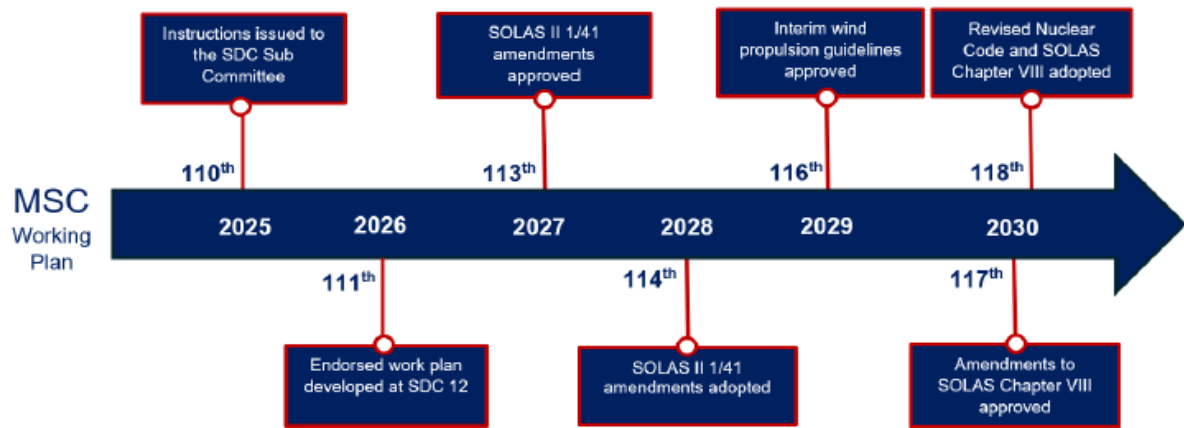 Instructions issued to
the SDC Sub
Committee
SOLAS II 1/41
amendments
approved
Interim wind
propulsion guidelines
approved
Revised Nuclear
Code and SOLAS
Chapter VIII adopted
110th
113th
116th
118th
MSC
Working
Plan
2025
2026
2027
2028
2029
2030
111th
114th
117th
Endorsed work plan
developed at SDC 12
SOLAS II 1/41
amendments adopted
Amendments to
SOLAS Chapter VIII
approved